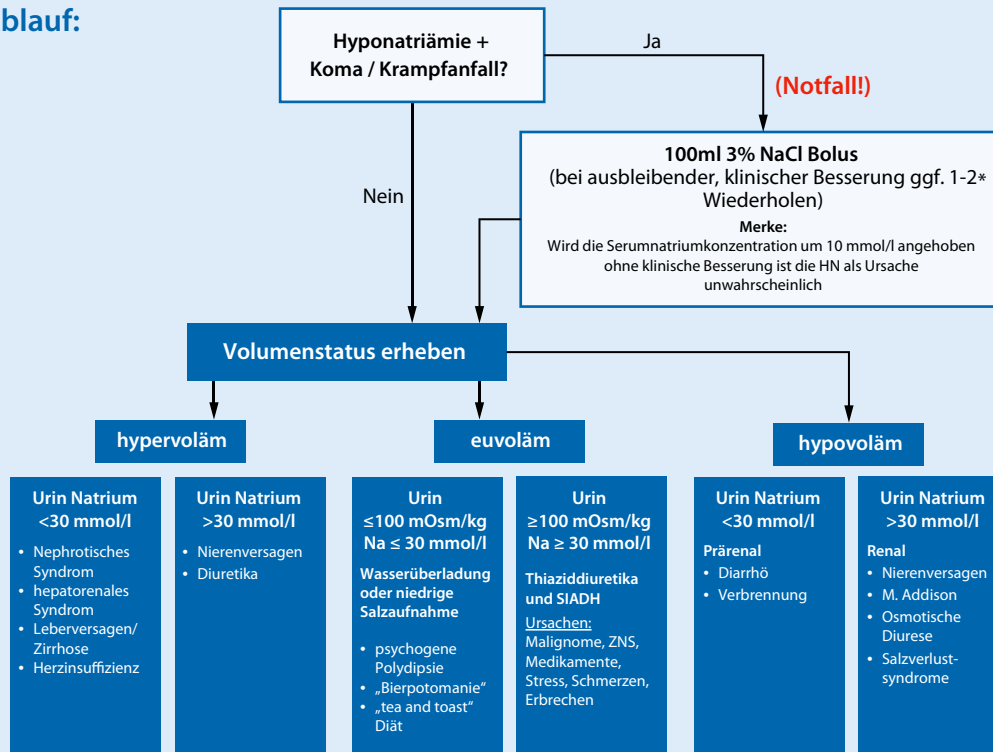 blauf:
Hyponatriämie +
Koma / Krampfanfall?
Ja
(Notfall!)
Nein
100ml 3% NaCl Bolus
(bei ausbleibender, klinischer Besserung ggf. 1-2*
Wiederholen)
Merke:
Wird die Serumnatriumkonzentration um 10 mmol/l angehoben
ohne klinische Besserung ist die HN als Ursache
unwahrscheinlich
Volumenstatus erheben
hypervoläm
euvoläm
hypovoläm
Urin Natrium
<30 mmol/l
• Nephrotisches
Syndrom
• hepatorenales
Syndrom
• Leberversagen/
Zirrhose
• Herzinsuffizienz
Urin Natrium
>30 mmol/l
• Nierenversagen
• Diuretika
Urin
≤100 mOsm/kg
Na ≤ 30 mmol/l
Wasserüberladung
oder niedrige
Salzaufnahme
• psychogene
Polydipsie
• „Bierpotomanie“
• „tea and toast“
Diät
Urin
≥100 mOsm/kg
Na ≥ 30 mmol/l
Thiaziddiuretika
und SIADH
Ursachen:
Malignome, ZNS,
Medikamente,
Stress, Schmerzen,
Erbrechen
Urin Natrium
<30 mmol/l
Prärenal
• Diarrhö
• Verbrennung
Urin Natrium
>30 mmol/l
Renal
• Nierenversagen
• M. Addison
• Osmotische
Diurese
• Salzverlust-
syndrome